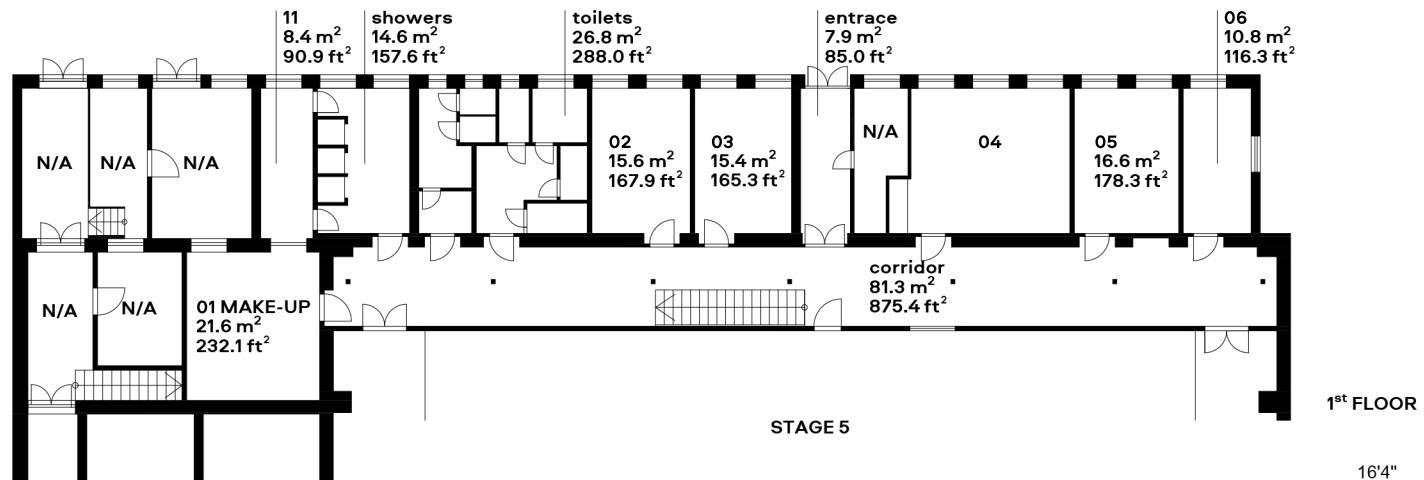 11
8.4 m²
90.9 ft²
showers
14.6 m²
157.6 ft²
toilets
26.8 m²
288.0 ft²
entrace
7.9 m²
85.0 ft²
06
10.8 m²
116.3 ft²
N/A
N/A
N/A
02
15.6 m²
167.9 ft²
03
15.4 m²
165.3 ft²
N/A
04
05
16.6 m²
178.3 ft²
N/A
N/A
01 MAKE-UP
21.6 m²
232.1 ft²
corridor
81.3 m²
875.4 ft²
STAGE 5
1st FLOOR
16'4"